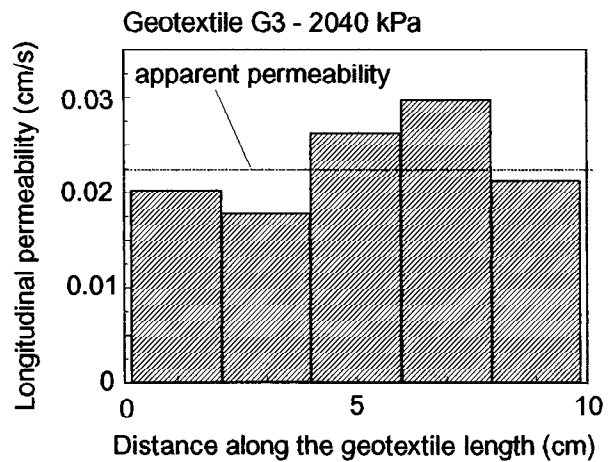 Geotextile G3 - 2040 kPa
apparent permeability
Longitudinal permeability (cm/s)
0.03
0.02
0.01
0
0
5
10
Distance along the geotextile length (cm)